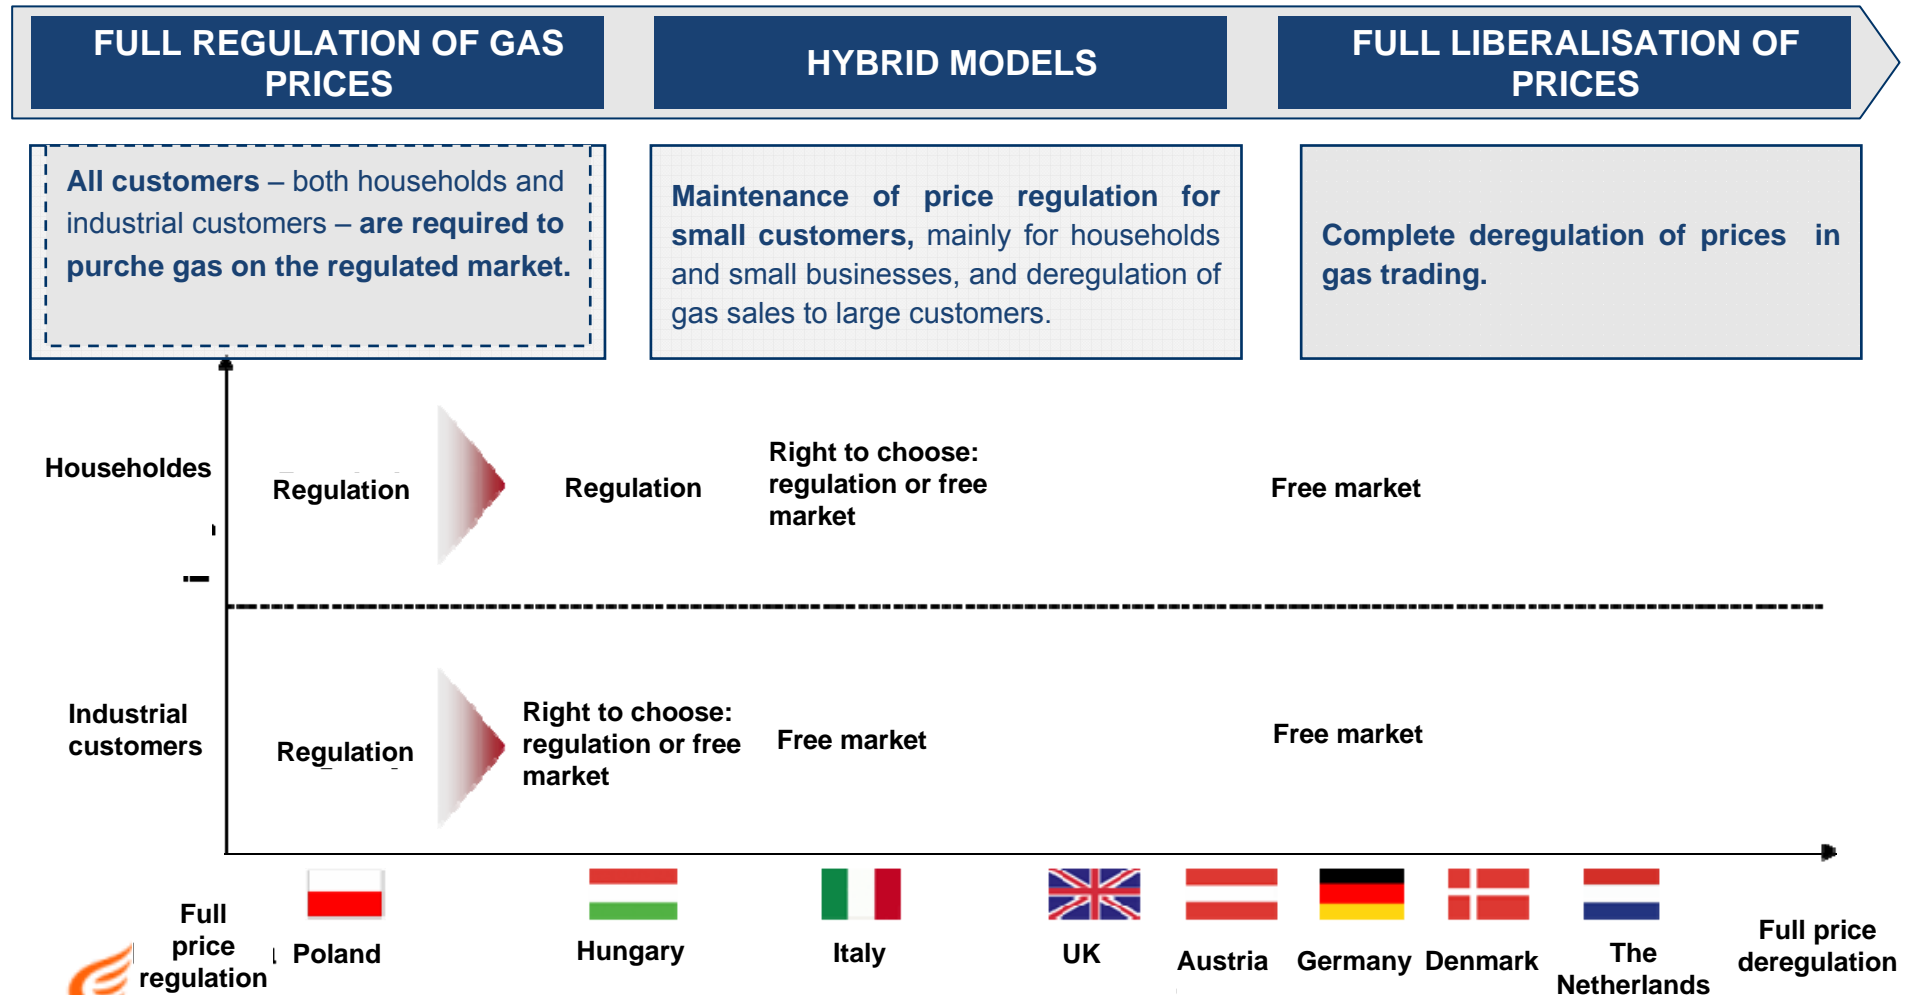 FULL REGULATION OF GAS
PRICES
HYBRID MODELS
FULL LIBERALISATION OF
PRICES
All customers – both households and
industrial customers – are required to
purche gas on the regulated market.
Maintenance of price regulation for
small customers, mainly for households
and small businesses, and deregulation of
gas sales to large customers.
Complete deregulation of prices in
gas trading.
Householdes
Regulation
Regulation
Right to choose:
regulation or free
market
Free market
Industrial
customers
Regulation
Right to choose:
regulation or free
market
Free market
Free market
Full
price
regulation
Poland
Hungary
Italy
UK
Austria
Germany
Denmark
The
Netherlands
Full price
deregulation